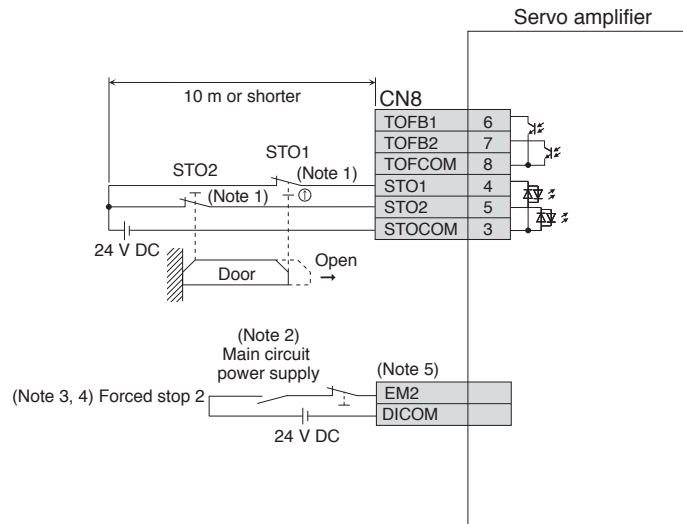 Servo amplifier
10 m or shorter
CN8
TOFB1 6
TOFB2 7
TOFCOM 8
STO1 4
STO2 5
STOCOM 3
STO1
STO2
(Note 1)
(Note 1)
24 V DC
Door
Open
(Note 2)
Main circuit
power supply
(Note 5)
(Note 3, 4) Forced stop 2
EM2
DICOM
24 V DC